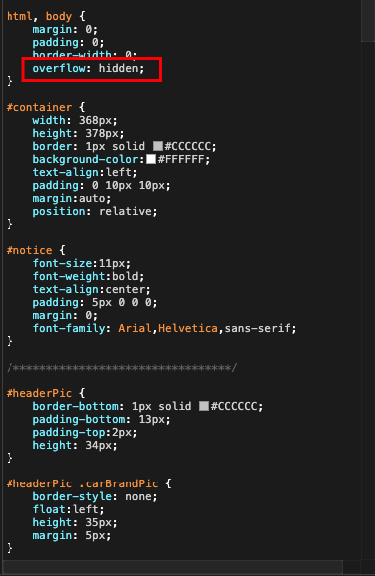 html, body {
margin: 0;
padding: 0;
border-width: 0;
overflow: hidden;
}
#container {
width: 368px;
height: 378px;
border: 1px solid #CCCCCC;
background-color:#FFFFFF;
text-align:left;
padding: 0 10px 10px;
margin:auto;
position: relative;
}
#notice {
font-size:11px;
font-weight:bold;
text-align:center;
padding: 5px 0 0 0;
margin: 0;
font-family: Arial,Helvetica,sans-serif;
}
/*********************************/
#headerPic {
border-bottom: 1px solid #CCCCCC;
padding-bottom: 13px;
padding-top:2px;
height: 34px;
}
#headerPic .carBrandPic {
border-style: none;
float:left;
height: 35px;
margin: 5px;
}